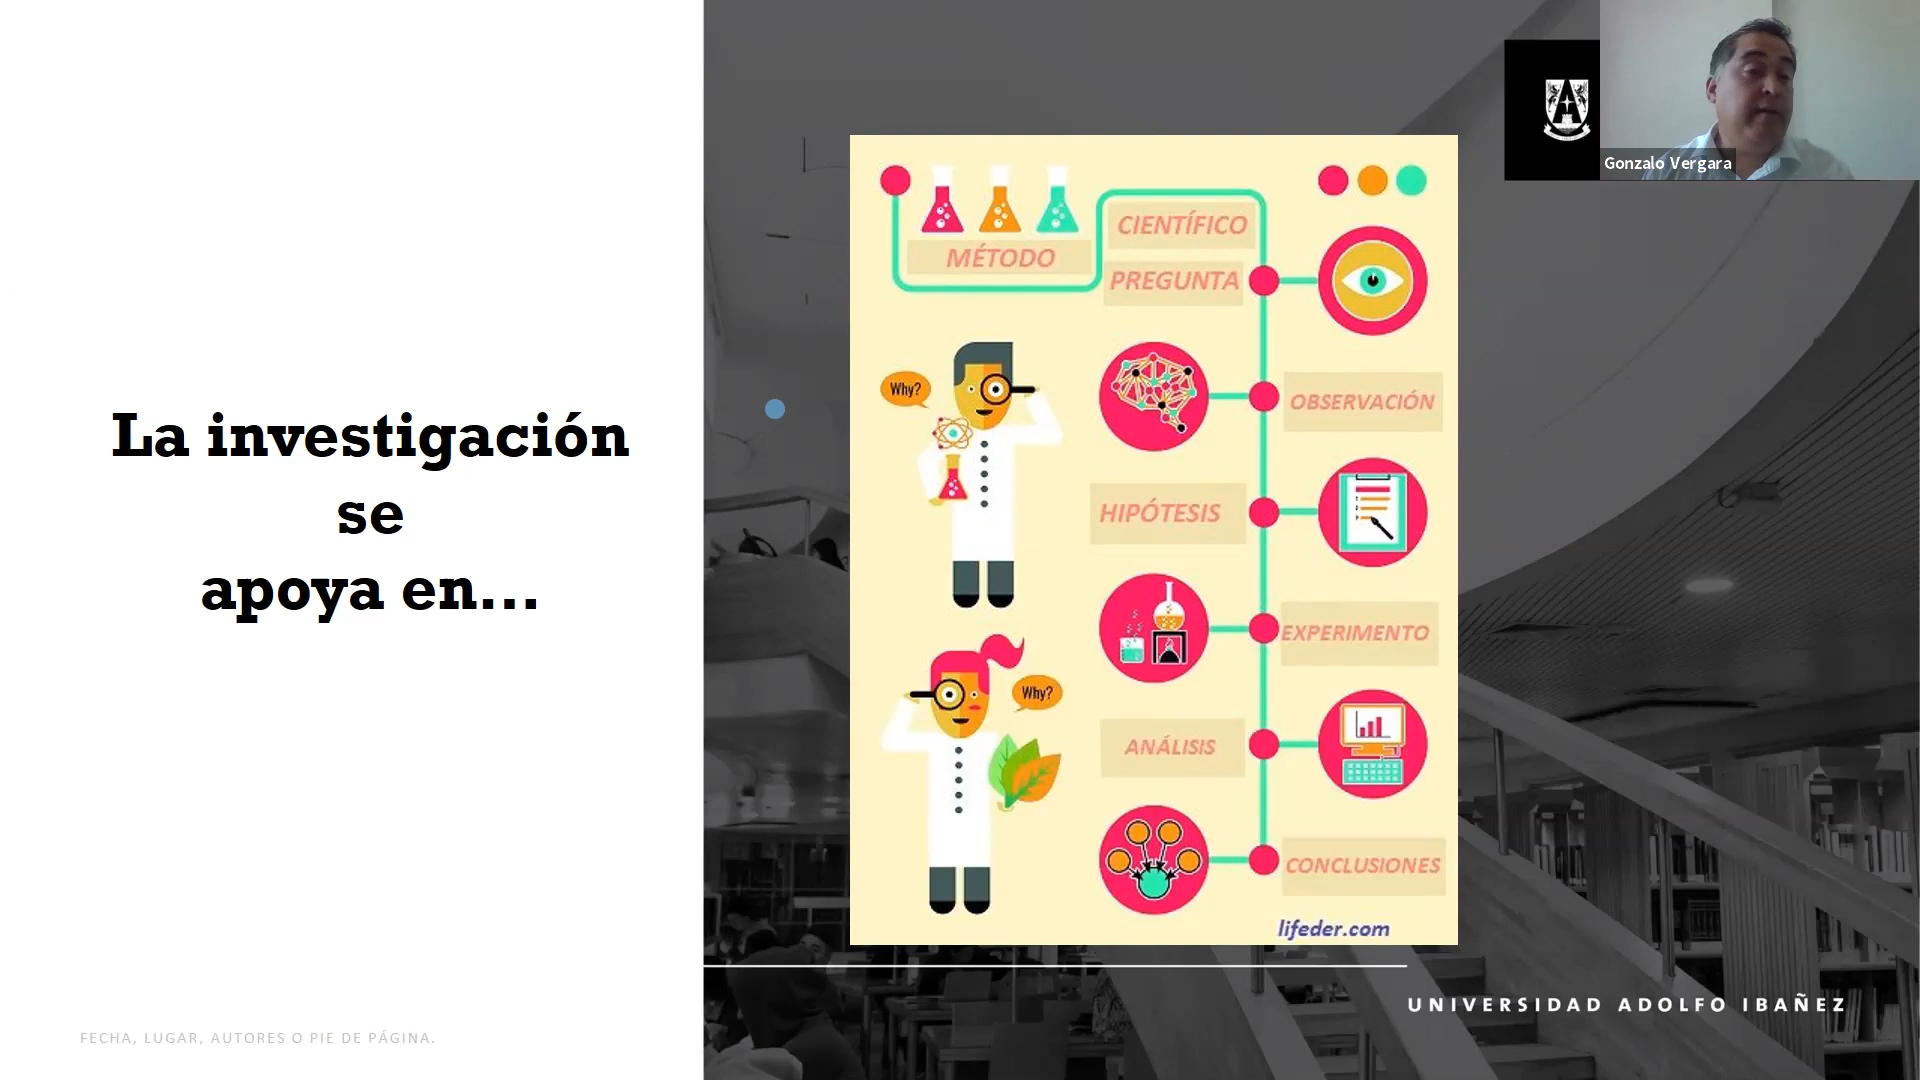 La investigación
se
apoya en...
FECHA, LUGAR, AUTORES O PIE DE PÁGINA.
MÉTODO
CIENTÍFICO
PREGUNTA
Why?
OBSERVACIÓN
HIPÓTESIS
EXPERIMENTO
Why?
ANÁLISIS
CONCLUSIONES
lifeder.com
Gonzalo Vergara
UNIVERSIDAD ADOLFO IBAÑEZ